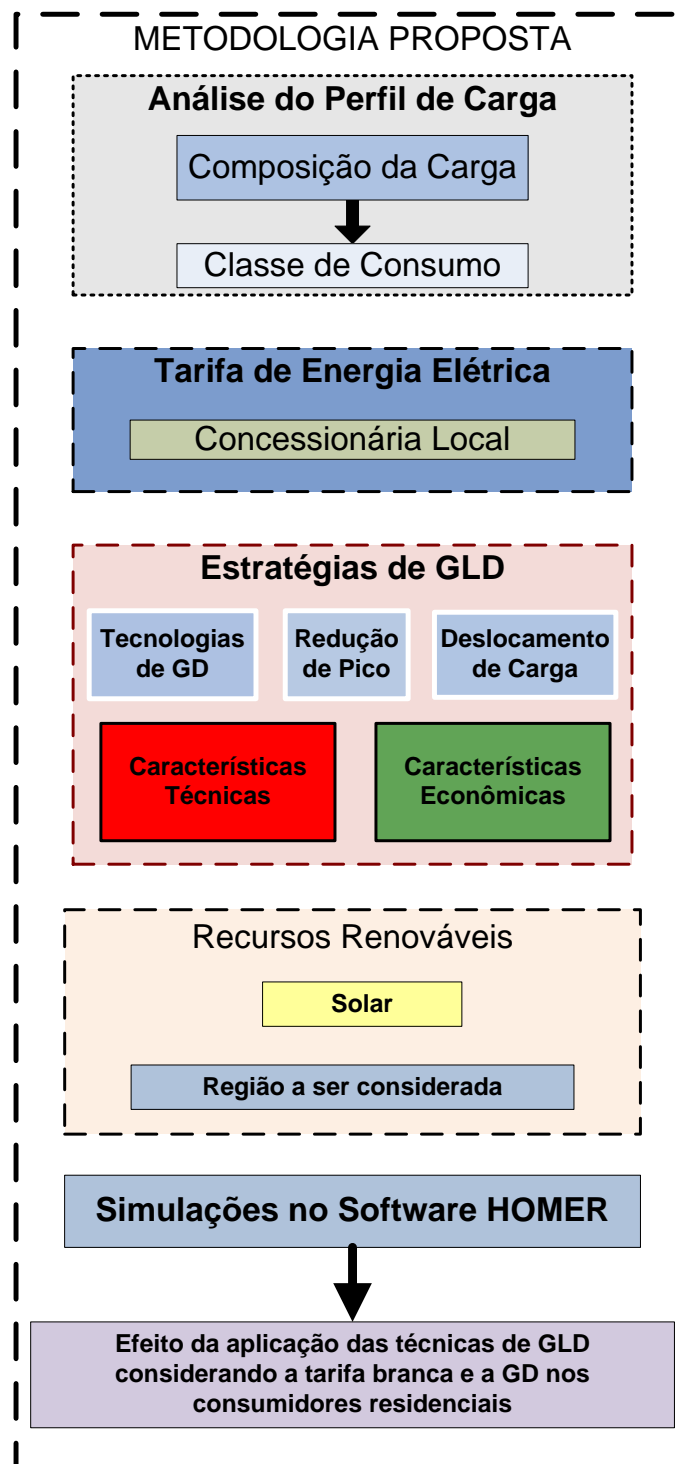 METODOLOGIA PROPOSTA
Análise do Perfil de Carga
Composição da Carga
Classe de Consumo
Tarifa de Energia Elétrica
Concessionária Local
Estratégias de GLD
Tecnologias
de GD
Redução
de Pico
Deslocamento
de Carga
Características
Técnicas
Características
Econômicas
Recursos Renováveis
Solar
Região a ser considerada
Simulações no Software HOMER
Efeito da aplicação das técnicas de GLD
considerando a tarifa branca e a GD nos
consumidores residenciais